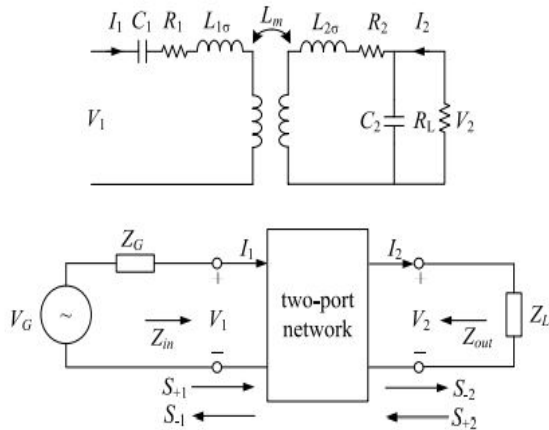 I1 C1 R1 L1σ Lm L2σ R2 I2
V1 C2 RL V2
ZG I1 I2
VG ~ Zin + V1 − two-port network + V2 − Zout ZL
S+1 S-2
S-1 S+2